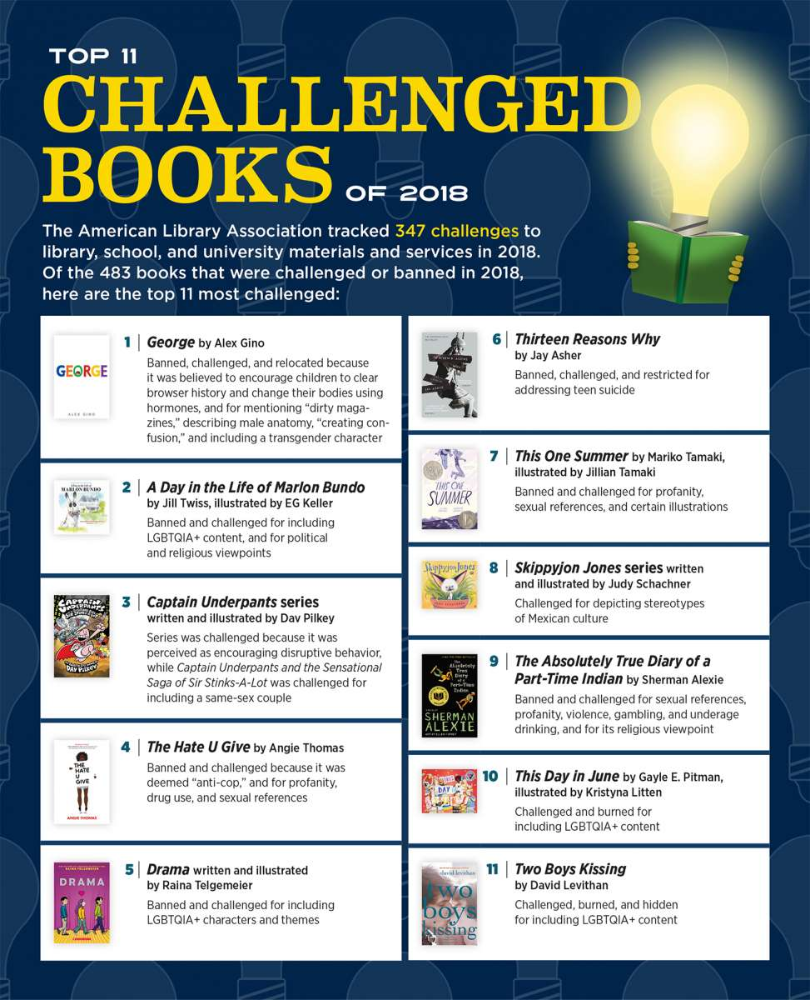 TOP 11
CHALLENGED
BOOKS OF 2018
The American Library Association tracked 347 challenges to
library, school, and university materials and services in 2018.
Of the 483 books that were challenged or banned in 2018,
here are the top 11 most challenged:
GEORGE
ALEX GINO
1 George by Alex Gino
Banned, challenged, and relocated because
it was believed to encourage children to clear
browser history and change their bodies using
hormones, and for mentioning “dirty maga-
zines,” describing male anatomy, “creating con-
fusion,” and including a transgender character
MARLON BUNDO
2 A Day in the Life of Marlon Bundo
by Jill Twiss, illustrated by EG Keller
Banned and challenged for including
LGBTQIA+ content, and for political
and religious viewpoints
CAPTAIN
UNDERPANTS
DAV PILKEY
3 Captain Underpants series
written and illustrated by Dav Pilkey
Series was challenged because it was
perceived as encouraging disruptive behavior,
while Captain Underpants and the Sensational
Saga of Sir Stinks-A-Lot was challenged for
including a same-sex couple
THE
HATE
U
GIVE
ANGIE THOMAS
4 The Hate U Give by Angie Thomas
Banned and challenged because it was
deemed “anti-cop,” and for profanity,
drug use, and sexual references
RAINA TELGEMEIER
DRAMA
5 Drama written and illustrated
by Raina Telgemeier
Banned and challenged for including
LGBTQIA+ characters and themes
JAY ASHER
6 Thirteen Reasons Why
by Jay Asher
Banned, challenged, and restricted for
addressing teen suicide
THIS ONE
SUMMER
7 This One Summer by Mariko Tamaki,
illustrated by Jillian Tamaki
Banned and challenged for profanity,
sexual references, and certain illustrations
Skippyjon Jones
8 Skippyjon Jones series written
and illustrated by Judy Schachner
Challenged for depicting stereotypes
of Mexican culture
The
Absolutely
True Diary
of a
Part-Time
Indian
SHERMAN
ALEXIE
9 The Absolutely True Diary of a
Part-Time Indian by Sherman Alexie
Banned and challenged for sexual references,
profanity, violence, gambling, and underage
drinking, and for its religious viewpoint
THIS
DAY
IN
JUNE
10 This Day in June by Gayle E. Pitman,
illustrated by Kristyna Litten
Challenged and burned for
including LGBTQIA+ content
david levithan
two
boys
kissing
11 Two Boys Kissing
by David Levithan
Challenged, burned, and hidden
for including LGBTQIA+ content